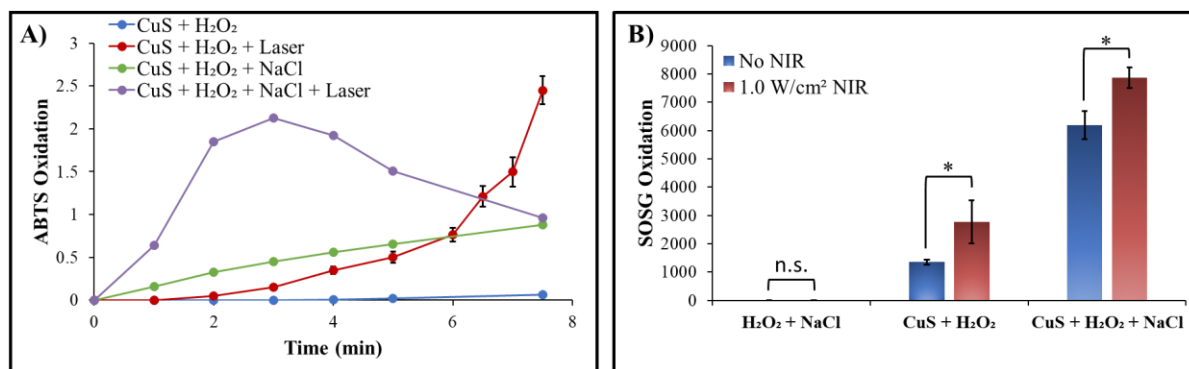 A)
CuS + H₂O₂
CuS + H₂O₂ + Laser
CuS + H₂O₂ + NaCl
CuS + H₂O₂ + NaCl + Laser
3
2.5
2
1.5
1
0.5
0
ABTS Oxidation
0 2 4 6 8
Time (min)
B)
No NIR
1.0 W/cm² NIR
9000
8000
7000
6000
5000
4000
3000
2000
1000
0
SOSG Oxidation
n.s.
*
*
H₂O₂ + NaCl CuS + H₂O₂ CuS + H₂O₂ + NaCl